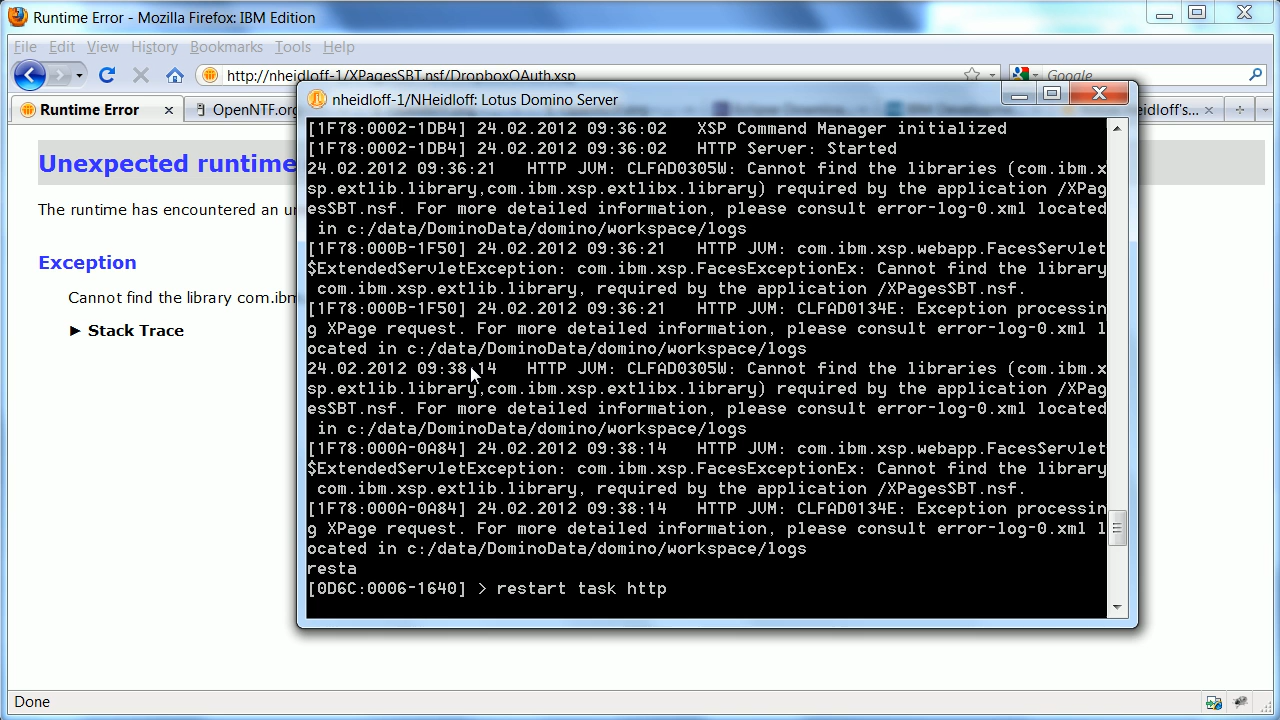 Runtime Error - Mozilla Firefox: IBM Edition
File Edit View History Bookmarks Tools Help
http://nheidloff-1/XPagesSBT.nsf/DropboxOAuth.xsp
Google
Runtime Error
OpenNTF.org
eidloff's...
Unexpected runtime
The runtime has encountered an
Exception
Cannot find the library com.ibm
► Stack Trace
nheidloff-1/NHeidloff: Lotus Domino Server
[1F78:0002-1DB4] 24.02.2012 09:36:02 XSP Command Manager initialized
[1F78:0002-1DB4] 24.02.2012 09:36:02 HTTP Server: Started
24.02.2012 09:36:21 HTTP JVM: CLFAD0305W: Cannot find the libraries (com.ibm.x
sp.extlib.library,com.ibm.xsp.extlibx.library) required by the application /XPag
esSBT.nsf. For more detailed information, please consult error-log-0.xml located
in c:/data/DominoData/domino/workspace/logs
[1F78:000B-1F50] 24.02.2012 09:36:21 HTTP JVM: com.ibm.xsp.webapp.FacesServlet
$ExtendedServletException: com.ibm.xsp.FacesExceptionEx: Cannot find the library
com.ibm.xsp.extlib.library, required by the application /XPagesSBT.nsf.
[1F78:000B-1F50] 24.02.2012 09:36:21 HTTP JVM: CLFAD0134E: Exception processin
g XPage request. For more detailed information, please consult error-log-0.xml l
ocated in c:/data/DominoData/domino/workspace/logs
24.02.2012 09:38:14 HTTP JVM: CLFAD0305W: Cannot find the libraries (com.ibm.x
sp.extlib.library,com.ibm.xsp.extlibx.library) required by the application /XPag
esSBT.nsf. For more detailed information, please consult error-log-0.xml located
in c:/data/DominoData/domino/workspace/logs
[1F78:000A-0A84] 24.02.2012 09:38:14 HTTP JVM: com.ibm.xsp.webapp.FacesServlet
$ExtendedServletException: com.ibm.xsp.FacesExceptionEx: Cannot find the library
com.ibm.xsp.extlib.library, required by the application /XPagesSBT.nsf.
[1F78:000A-0A84] 24.02.2012 09:38:14 HTTP JVM: CLFAD0134E: Exception processin
g XPage request. For more detailed information, please consult error-log-0.xml l
ocated in c:/data/DominoData/domino/workspace/logs
resta
[0D6C:0006-1640] > restart task http
Done